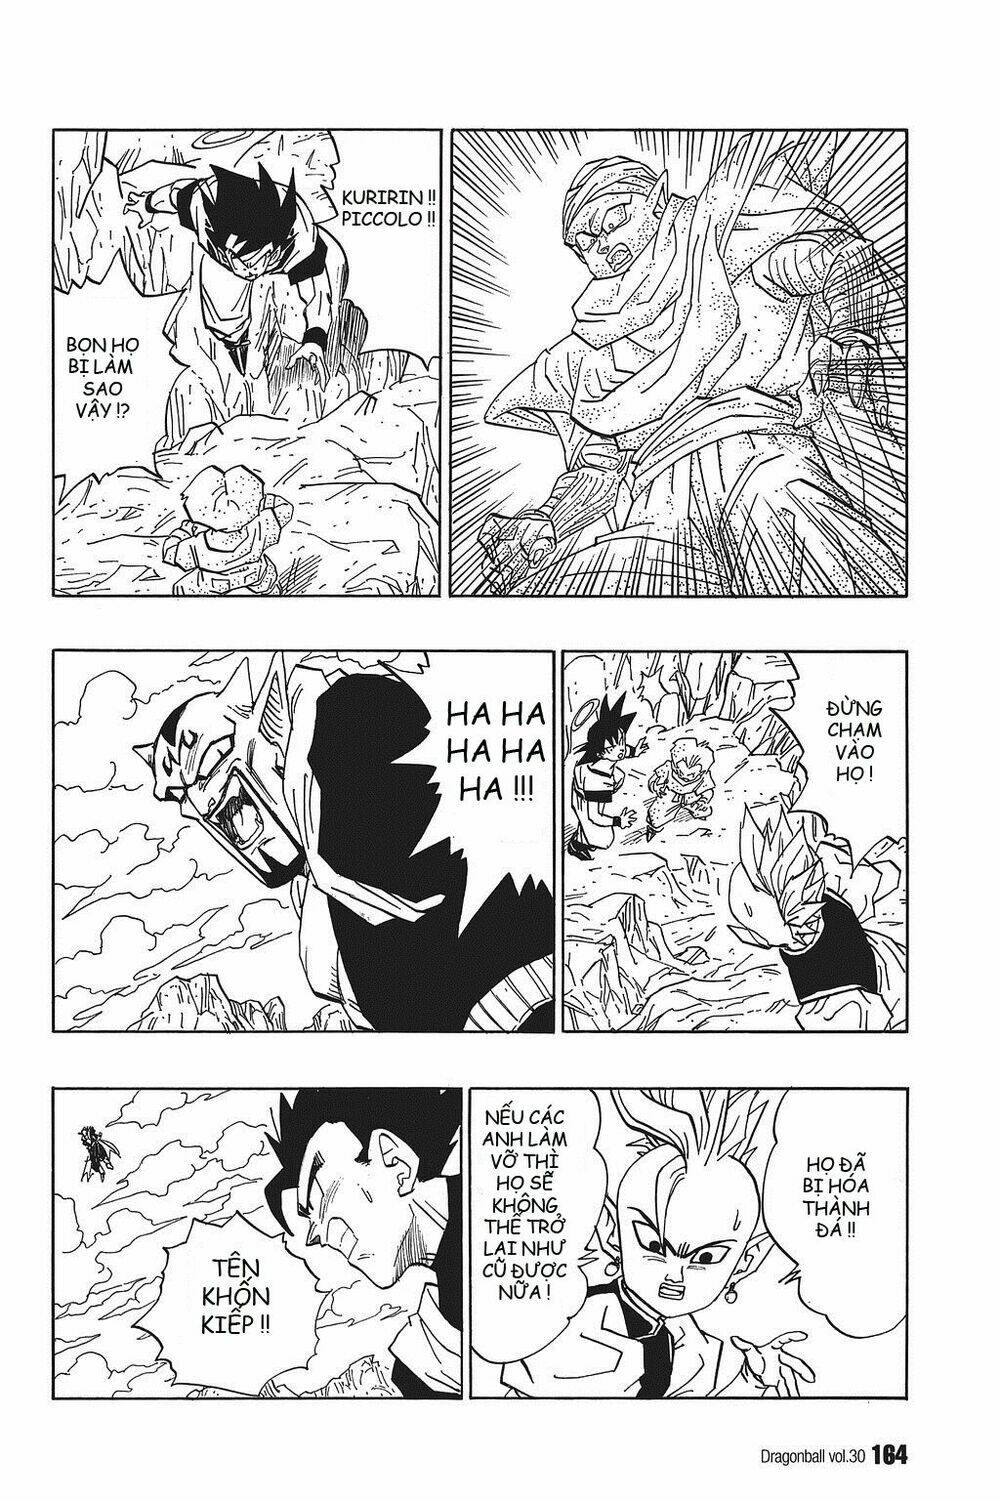 KURIRIN !!
PICCOLO !!
BỌN HỌ
BỊ LÀM
SAO
VẬY !?
ĐỪNG
CHẠM
VÀO
HỌ !
HA HA
HA HA
HA !!!
HỌ ĐÃ
BỊ HÓA
THÀNH
ĐÁ !!
NẾU CÁC
ANH LÀM
VỠ THÌ
HỌ SẼ
KHÔNG
THỂ TRỞ
LẠI NHƯ
CŨ ĐƯỢC
NỮA !
TÊN
KHỐN
KIẾP !!
Dragonball vol.30 164